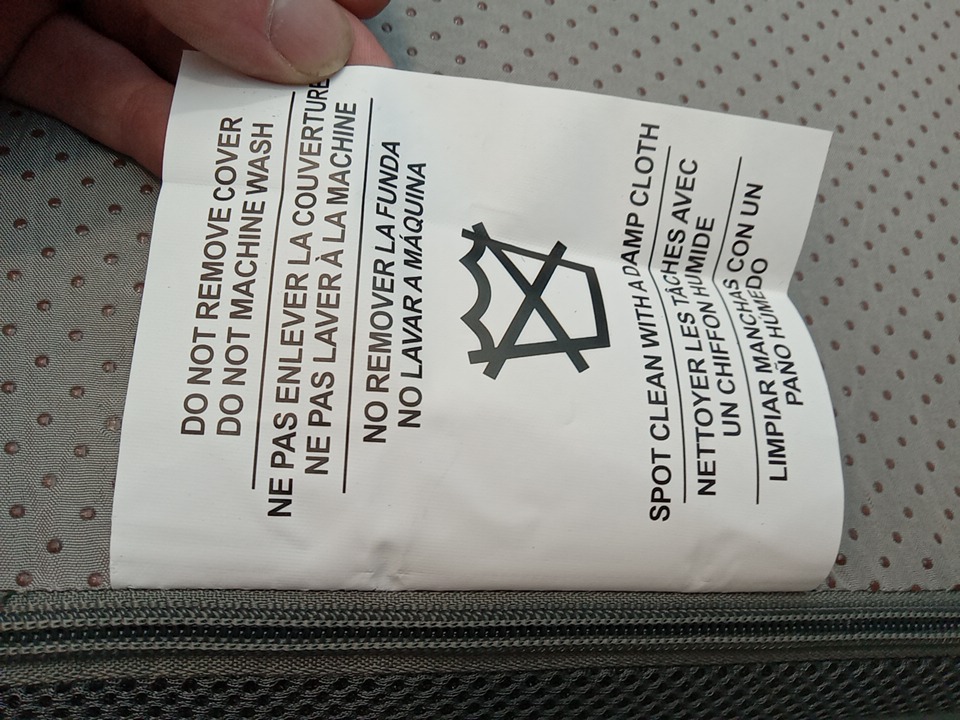 DO NOT REMOVE COVER
DO NOT MACHINE WASH
NE PAS ENLEVER LA COUVERTURE
NE PAS LAVER À LA MACHINE
NO REMOVER LA FUNDA
NO LAVAR A MÁQUINA
SPOT CLEAN WITH A DAMP CLOTH
NETTOYER LES TACHES AVEC
UN CHIFFON HUMIDE
LIMPIAR MANCHAS CON UN
PAÑO HÚMEDO